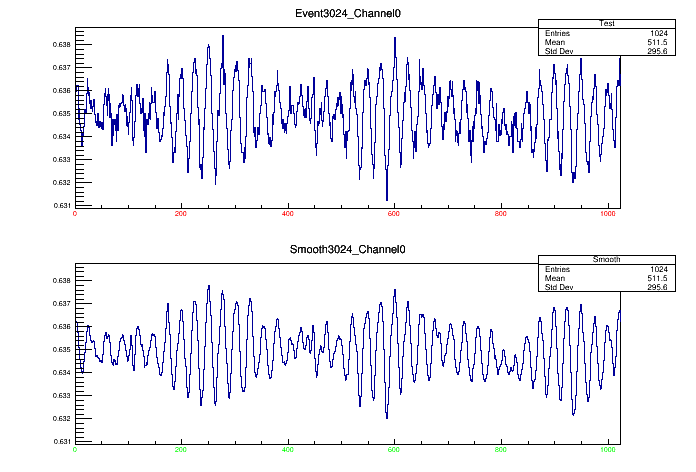 Event3024_Channel0
Test
Entries 1024
Mean 511.5
Std Dev 295.6
0.638
0.637
0.636
0.635
0.634
0.633
0.632
0.631
0 200 400 600 800 1000
Smooth3024_Channel0
Smooth
Entries 1024
Mean 511.5
Std Dev 295.6
0.638
0.637
0.636
0.635
0.634
0.633
0.632
0.631
0 200 400 600 800 1000